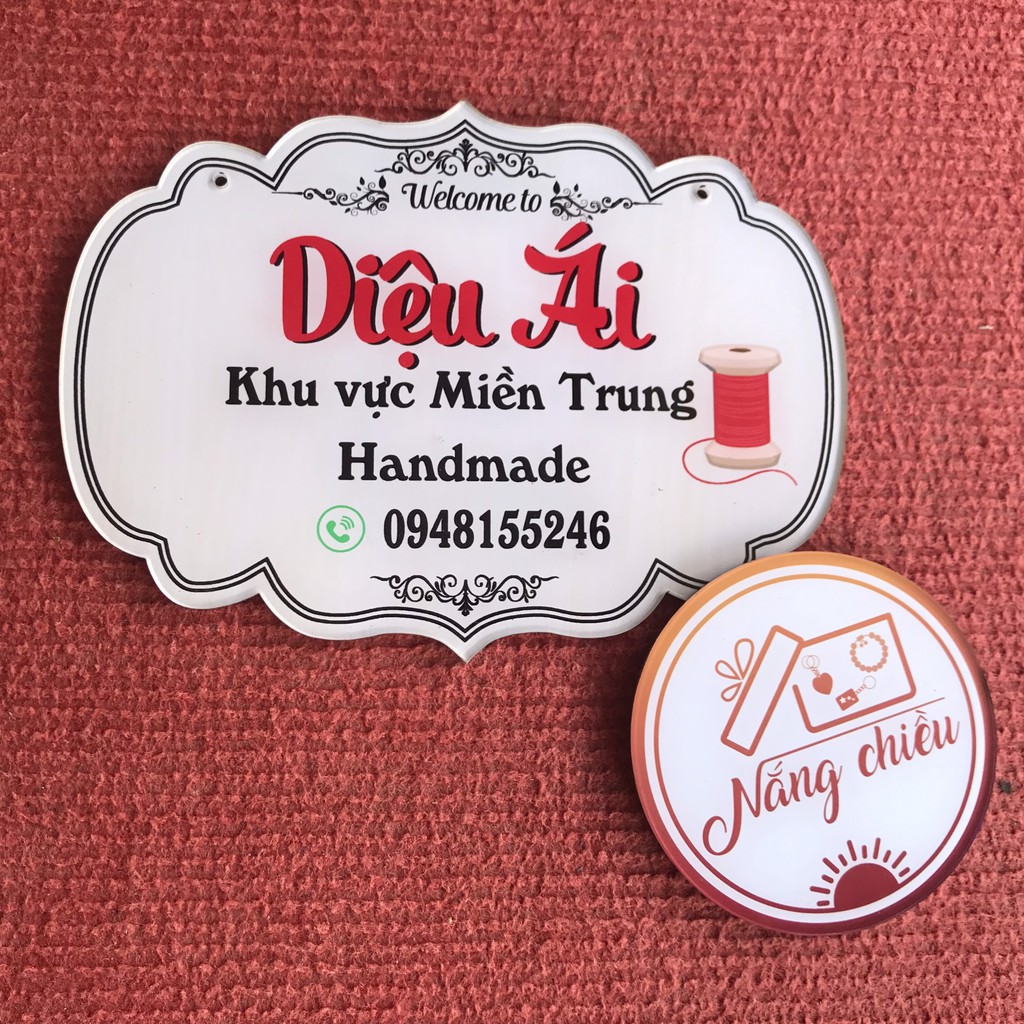 Welcome to
Diệu Ái
Khu vực Miền Trung
Handmade
0948155246
Nắng chiều